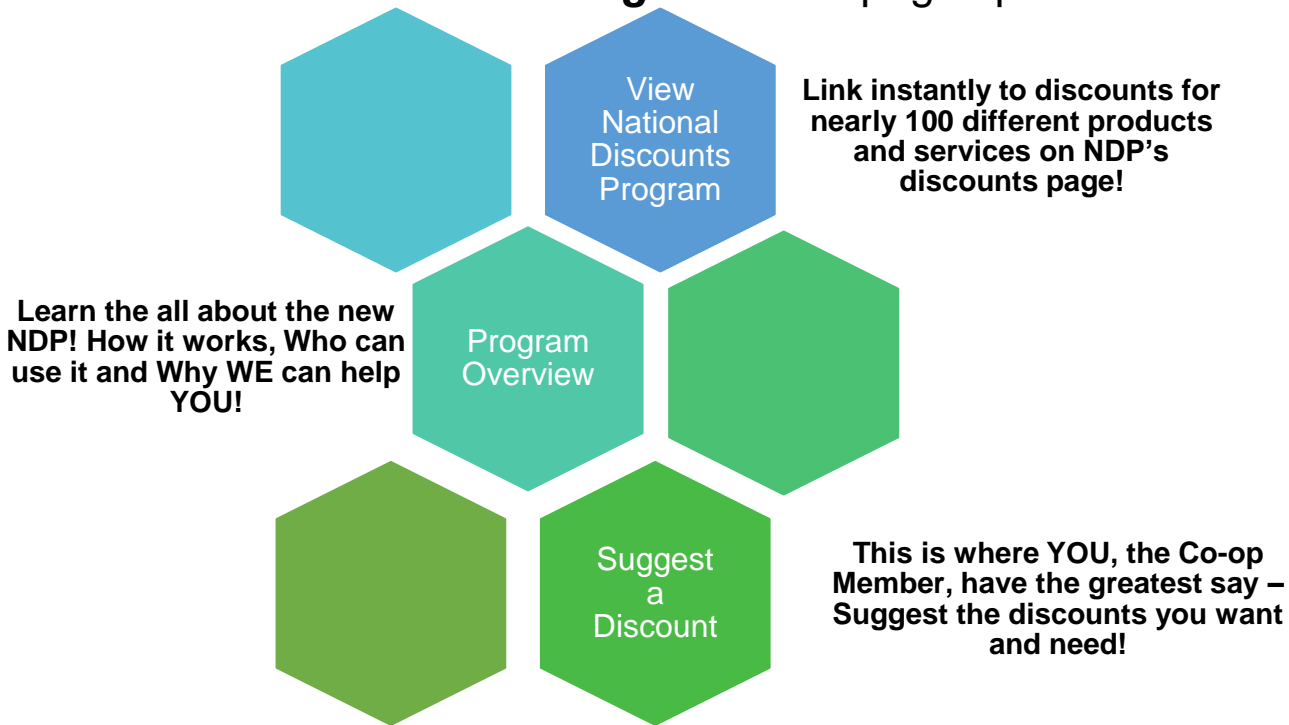 View
National
Discounts
Program
Link instantly to discounts for
nearly 100 different products
and services on NDP’s
discounts page!
Learn the all about the new
NDP! How it works, Who can
use it and Why WE can help
YOU!
Program
Overview
Suggest
a
Discount
This is where YOU, the Co-op
Member, have the greatest say –
Suggest the discounts you want
and need!